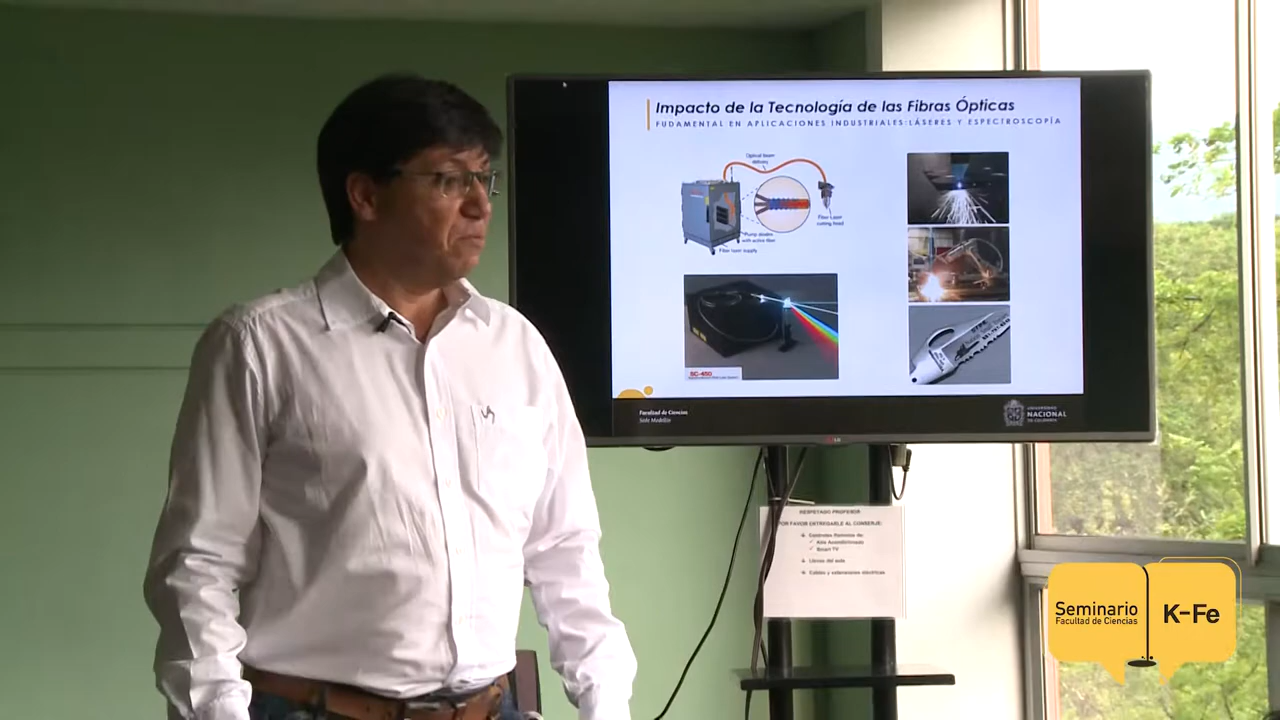 Impacto de la Tecnología de las Fibras Ópticas
FUDAMENTAL EN APLICACIONES INDUSTRIALES: LÁSERES Y ESPECTROSCOPÍA
Optical beam
delivery
Fiber Laser
cutting head
Pump diodes
with active fiber
Fiber laser supply
SC-450
Facultad de Ciencias
Sede Medellín
UNIVERSIDAD
NACIONAL
DE COLOMBIA
LG
RESPETADO PROFESOR
POR FAVOR ENTREGARLE AL CONSERJE:
Controles Remotos de:
✓ Aire Acondicionado
✓ Smart TV
Llaves del aula
Cables y extensiones eléctricas
Seminario
Facultad de Ciencias
K-Fe